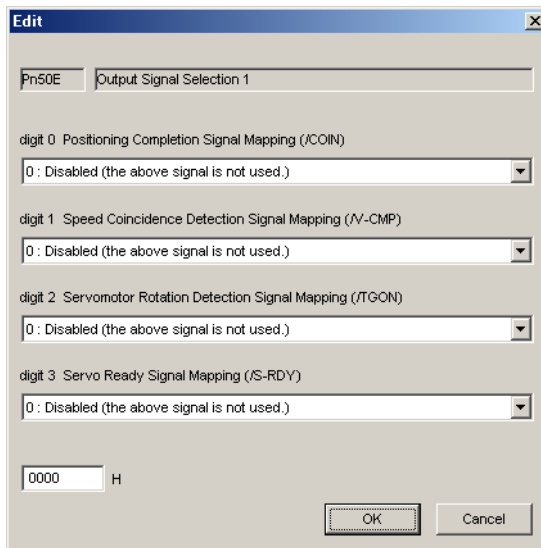 Edit
Pn50E Output Signal Selection 1
digit 0 Positioning Completion Signal Mapping (/COIN)
0 : Disabled (the above signal is not used.)
digit 1 Speed Coincidence Detection Signal Mapping (/V-CMP)
0 : Disabled (the above signal is not used.)
digit 2 Servomotor Rotation Detection Signal Mapping (/TGON)
0 : Disabled (the above signal is not used.)
digit 3 Servo Ready Signal Mapping (/S-RDY)
0 : Disabled (the above signal is not used.)
0000 H
OK Cancel